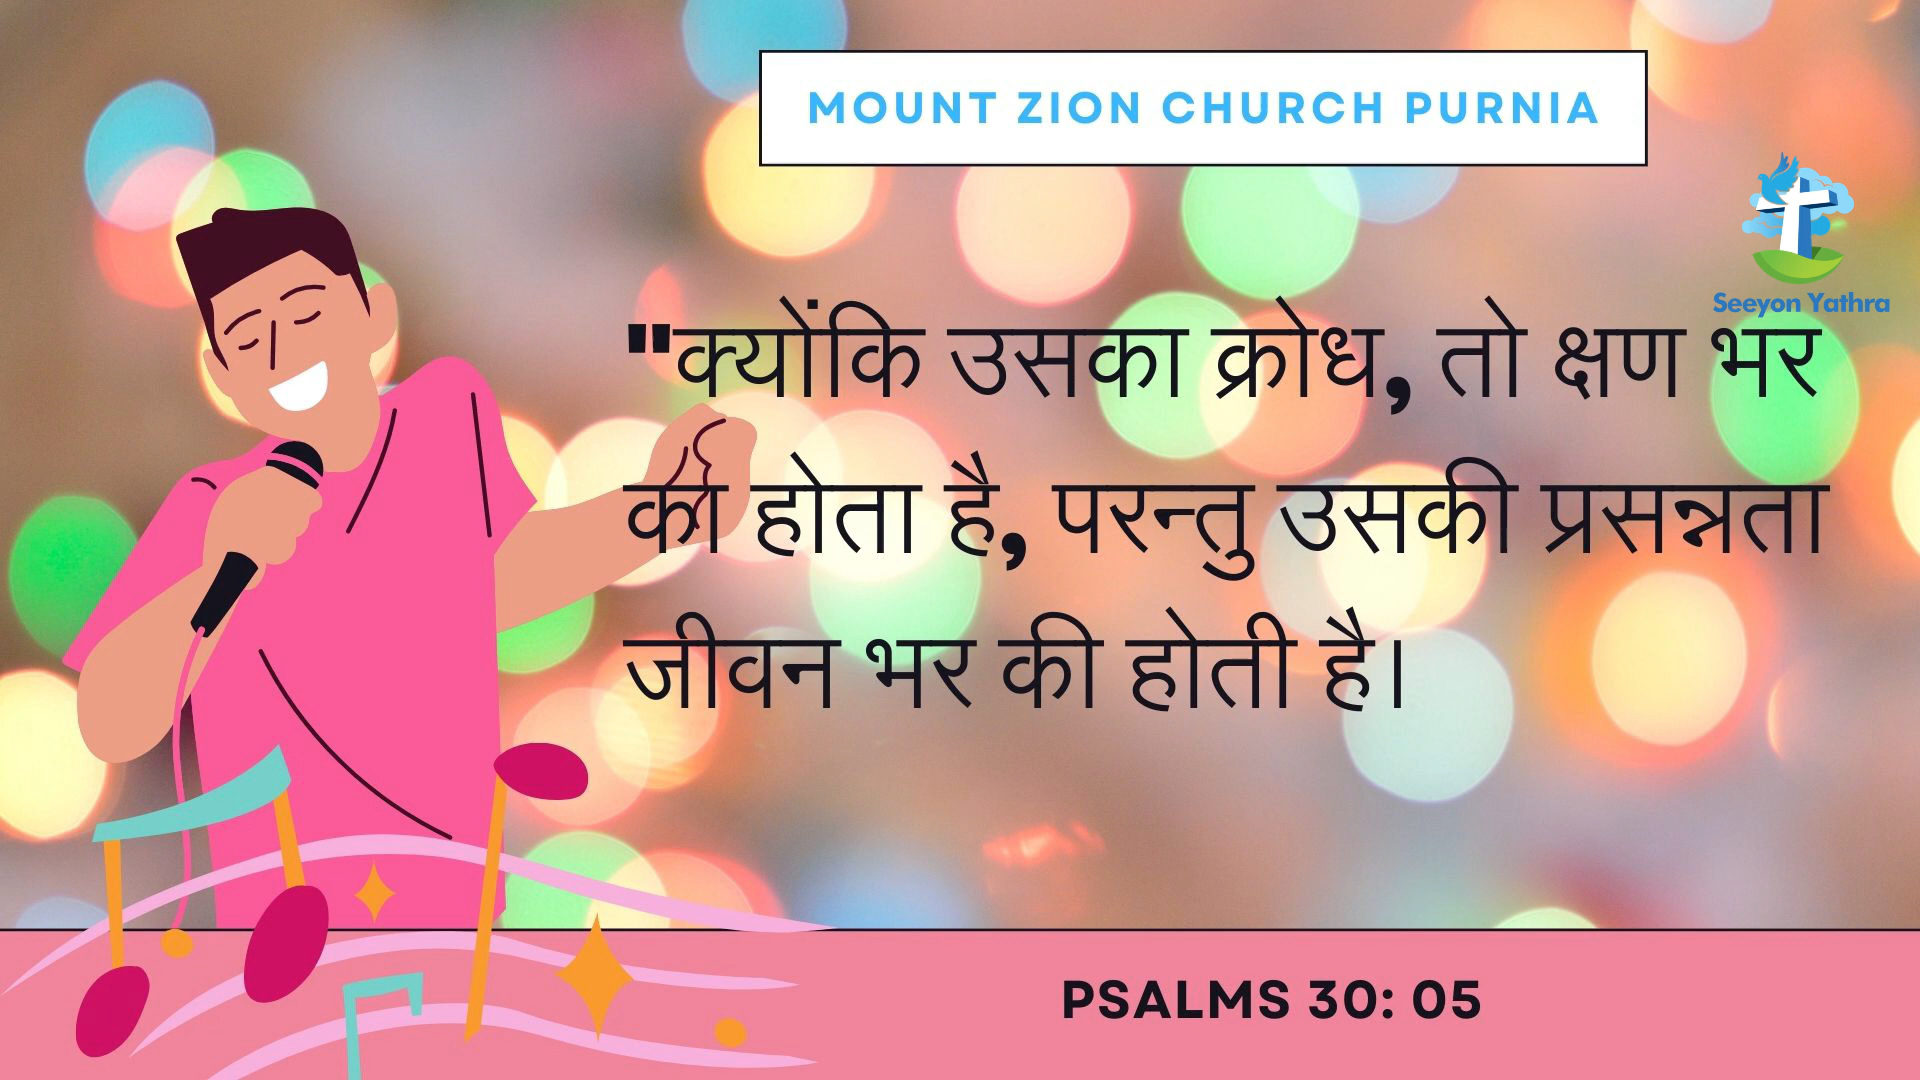 MOUNT ZION CHURCH PURNIA
Seeyon Yathra
"क्योंकि उसका क्रोध, तो क्षण भर
का होता है, परन्तु उसकी प्रसन्नता
जीवन भर की होती है।
PSALMS 30: 05